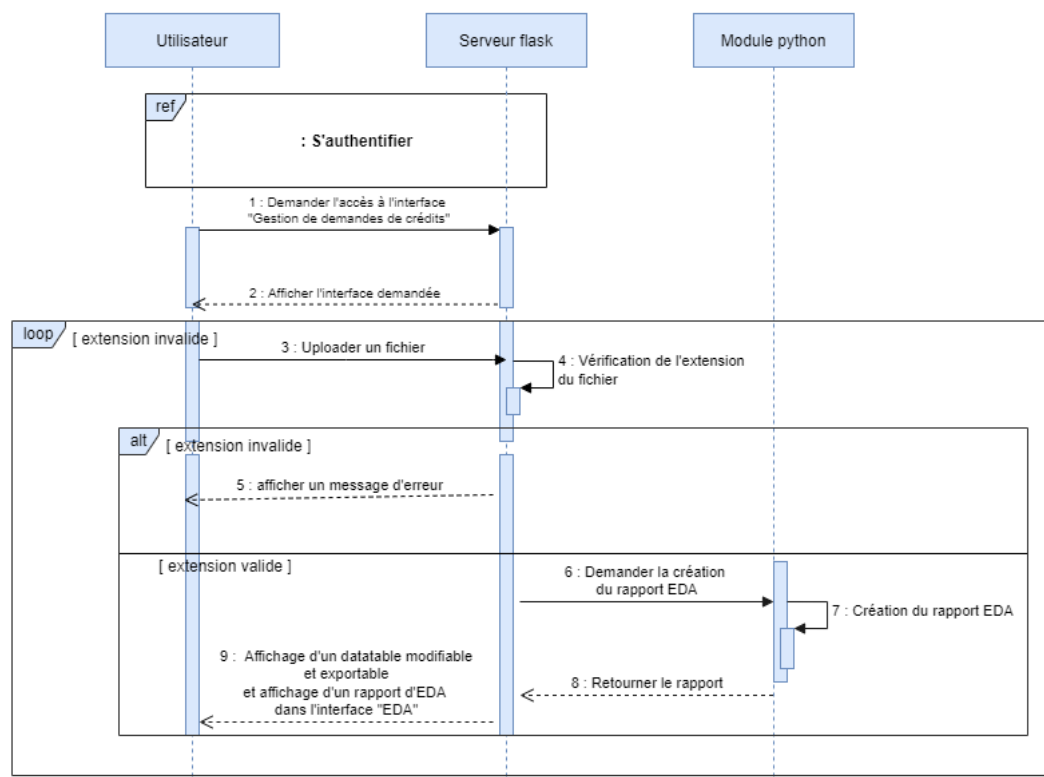 Utilisateur
Serveur flask
Module python
ref
: S'authentifier
1 : Demander l'accès à l'interface
"Gestion de demandes de crédits"
2 : Afficher l'interface demandée
loop
[ extension invalide ]
3 : Uploader un fichier
4 : Vérification de l'extension
du fichier
alt
[ extension invalide ]
5 : afficher un message d'erreur
[ extension valide ]
6 : Demander la création
du rapport EDA
7 : Création du rapport EDA
8 : Retourner le rapport
9 : Affichage d'un datatable modifiable
et exportable
et affichage d'un rapport d'EDA
dans l'interface "EDA"